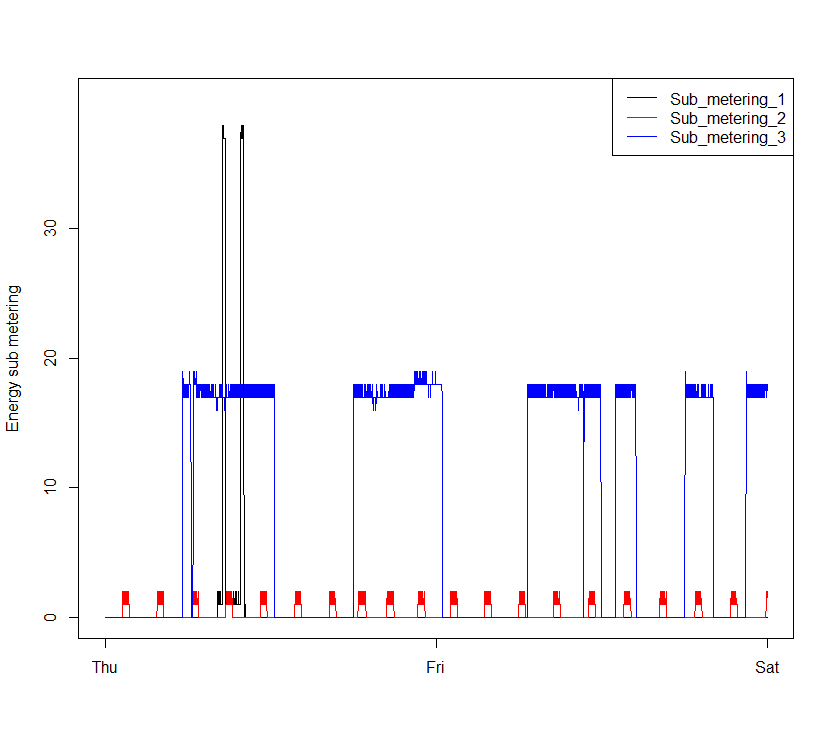 Sub_metering_1
Sub_metering_2
Sub_metering_3
Energy sub metering
30
20
10
0
Thu Fri Sat